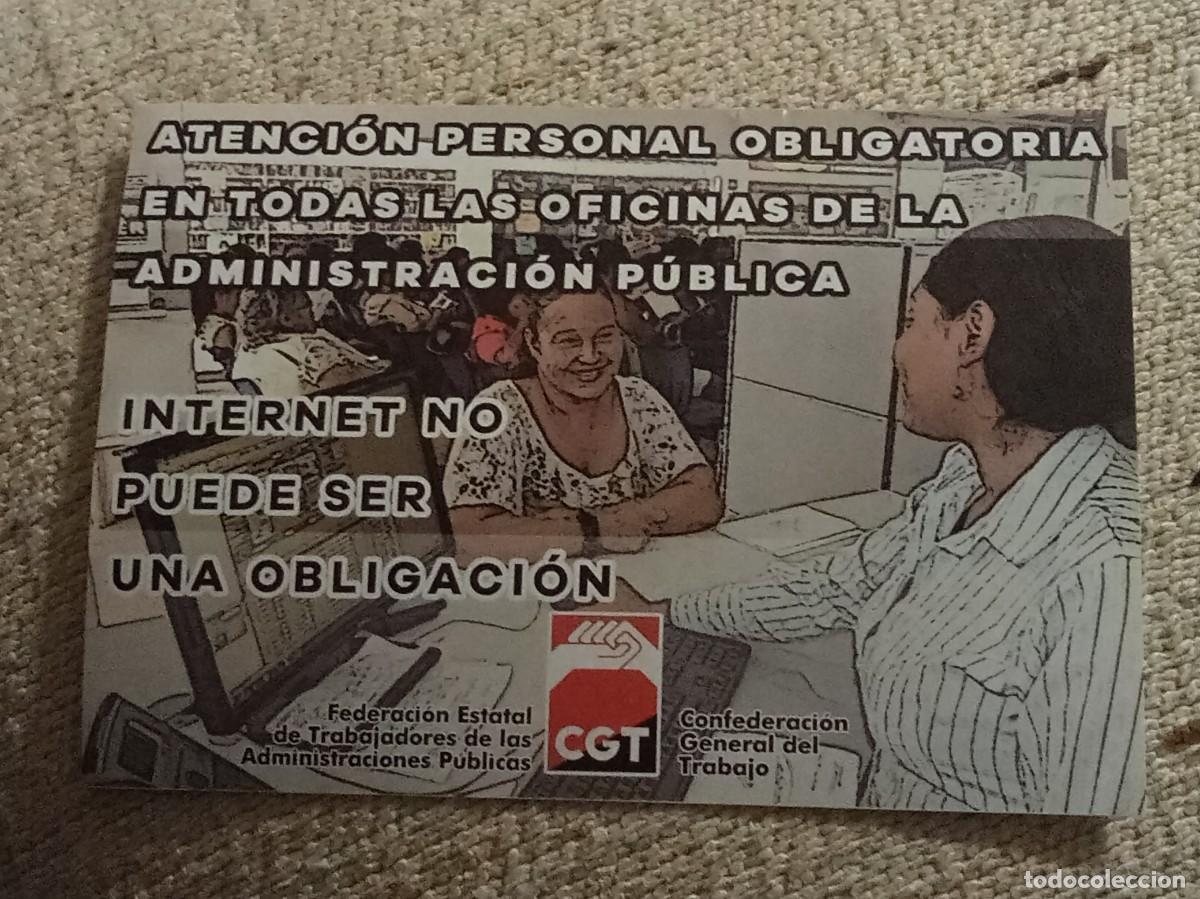 ATENCIÓN PERSONAL OBLIGATORIA
EN TODAS LAS OFICINAS DE LA
ADMINISTRACIÓN PÚBLICA
INTERNET NO
PUEDE SER
UNA OBLIGACIÓN
Federación Estatal
de Trabajadores de las
Administraciones Públicas
CGT
Confederación
General del
Trabajo
todocoleccion